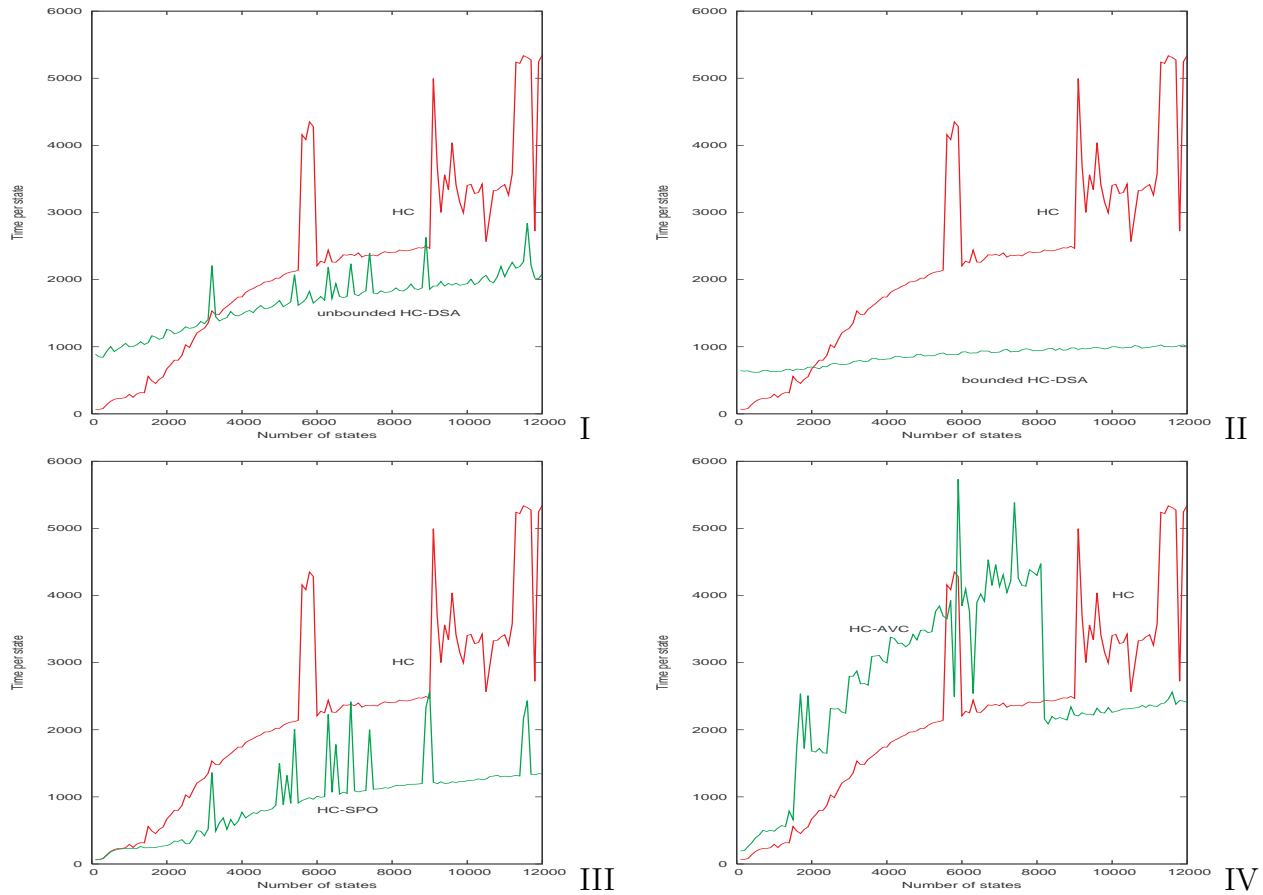 6000
5000
4000
3000
2000
1000
0
Time per state
HC
unbounded HC-DSA
0 2000 4000 6000 8000 10000 12000
Number of states
I
6000
5000
4000
3000
2000
1000
0
Time per state
HC
bounded HC-DSA
0 2000 4000 6000 8000 10000 12000
Number of states
II
6000
5000
4000
3000
2000
1000
0
Time per state
HC
HC-SPO
0 2000 4000 6000 8000 10000 12000
Number of states
III
6000
5000
4000
3000
2000
1000
0
Time per state
HC
HC-AVC
0 2000 4000 6000 8000 10000 12000
Number of states
IV